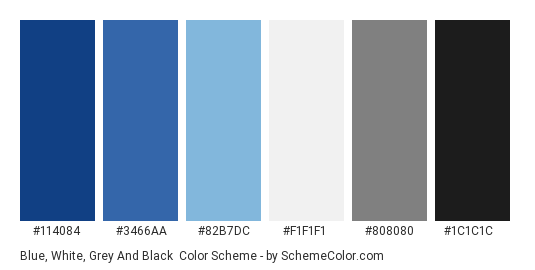 #114084 #3466AA #82B7DC #F1F1F1 #808080 #1C1C1C
Blue, White, Grey And Black Color Scheme - by SchemeColor.com